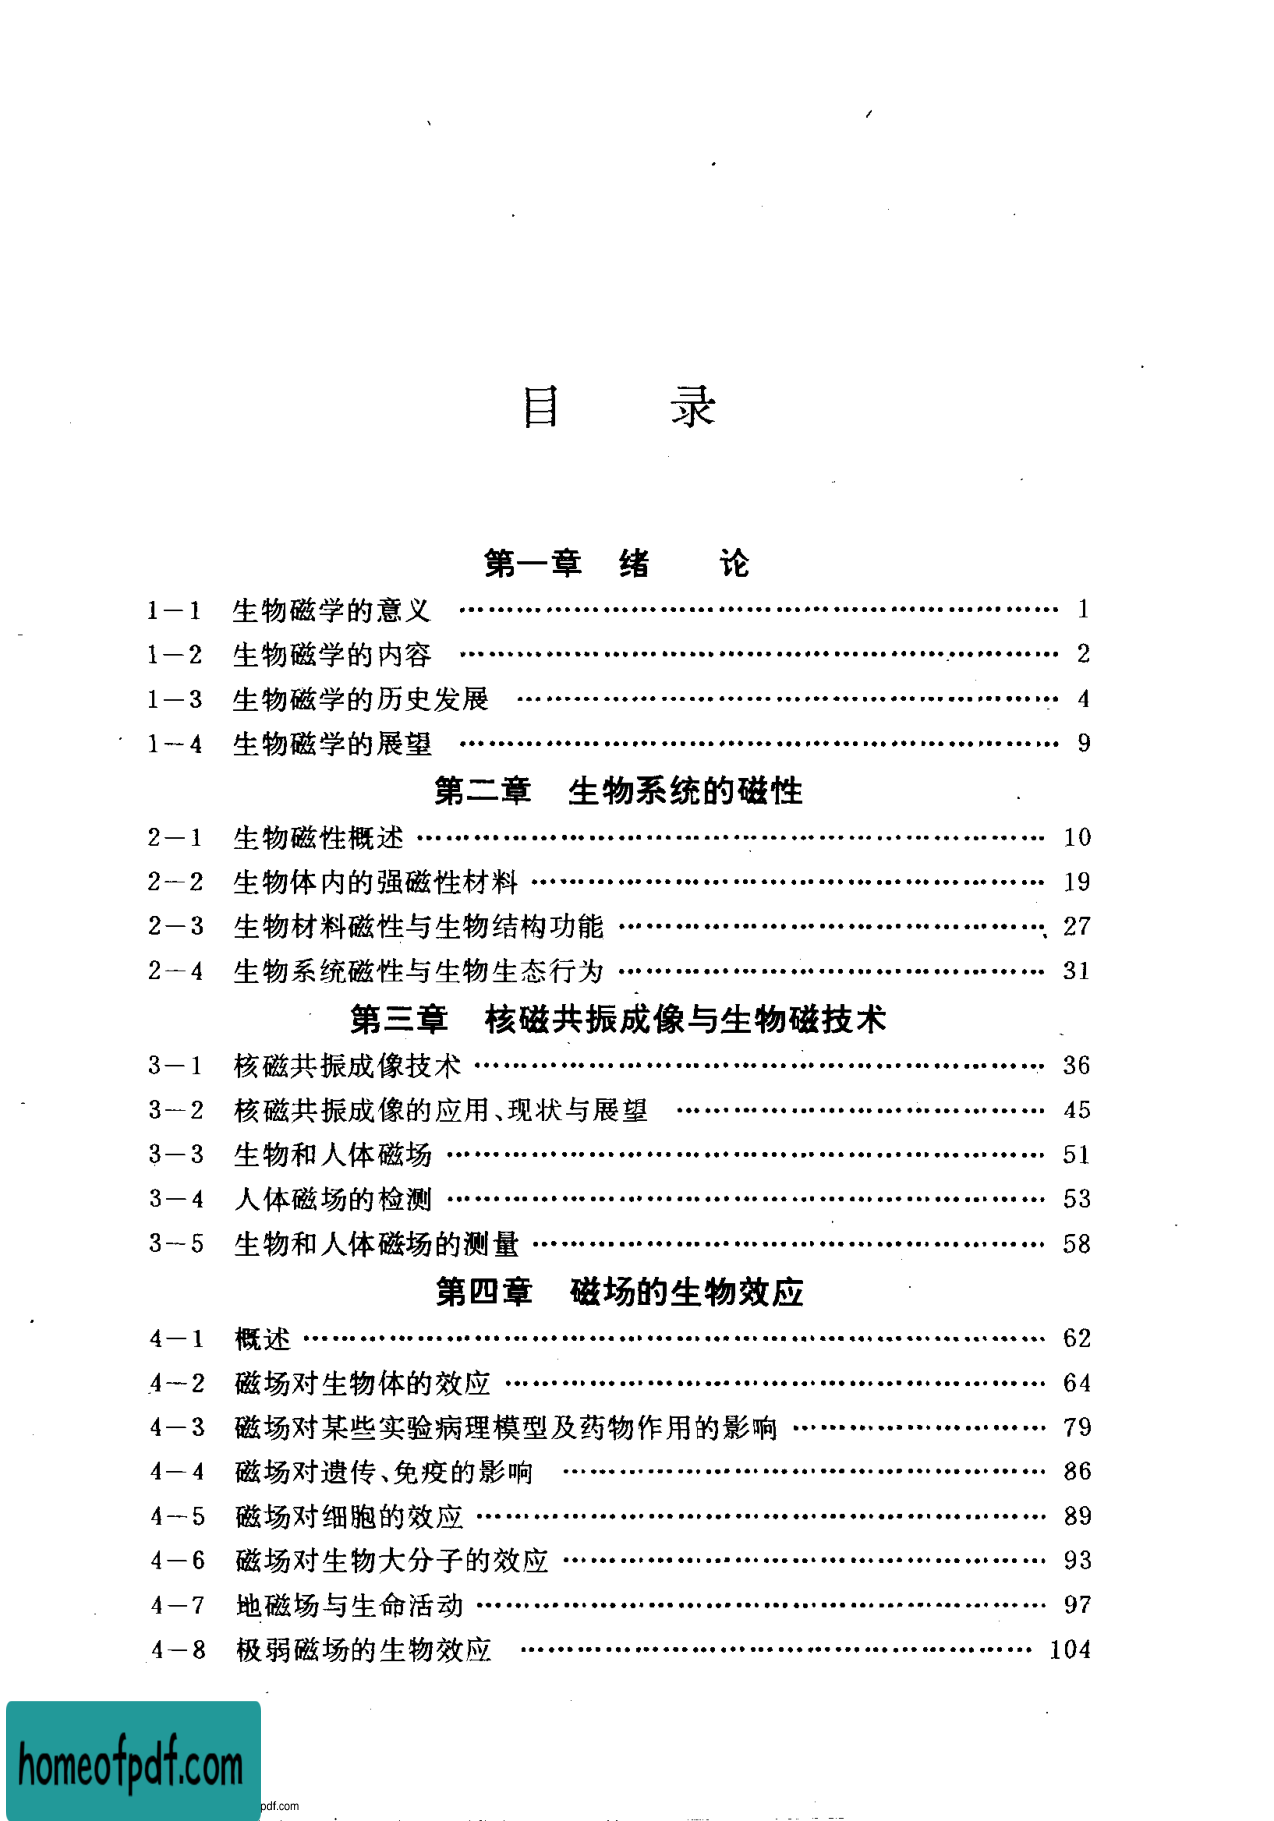 目 录
第一章 绪 论
1－1 生物磁学的意义 …………………………………………………………… 1
1－2 生物磁学的内容 …………………………………………………………… 2
1－3 生物磁学的历史发展 ……………………………………………………… 4
1－4 生物磁学的展望 …………………………………………………………… 9
第二章 生物系统的磁性
2－1 生物磁性概述 ……………………………………………………………… 10
2－2 生物体内的强磁性材料 …………………………………………………… 19
2－3 生物材料磁性与生物结构功能 …………………………………………… 27
2－4 生物系统磁性与生物生态行为 …………………………………………… 31
第三章 核磁共振成像与生物磁技术
3－1 核磁共振成像技术 ………………………………………………………… 36
3－2 核磁共振成像的应用、现状与展望 ……………………………………… 45
3－3 生物和人体磁场 …………………………………………………………… 51
3－4 人体磁场的检测 …………………………………………………………… 53
3－5 生物和人体磁场的测量 …………………………………………………… 58
第四章 磁场的生物效应
4－1 概述 ………………………………………………………………………… 62
4－2 磁场对生物体的效应 ……………………………………………………… 64
4－3 磁场对某些实验病理模型及药物作用的影响 …………………………… 79
4－4 磁场对遗传、免疫的影响 ………………………………………………… 86
4－5 磁场对细胞的效应 ………………………………………………………… 89
4－6 磁场对生物大分子的效应 ………………………………………………… 93
4－7 地磁场与生命活动 ………………………………………………………… 97
4－8 极弱磁场的生物效应 ……………………………………………………… 104
homeofpdf.com
pdf.com